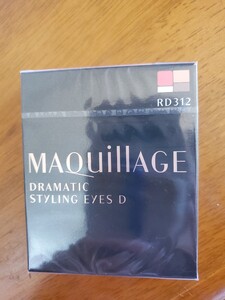 RD312
MAQuillAGE
DRAMATIC
STYLING EYES D